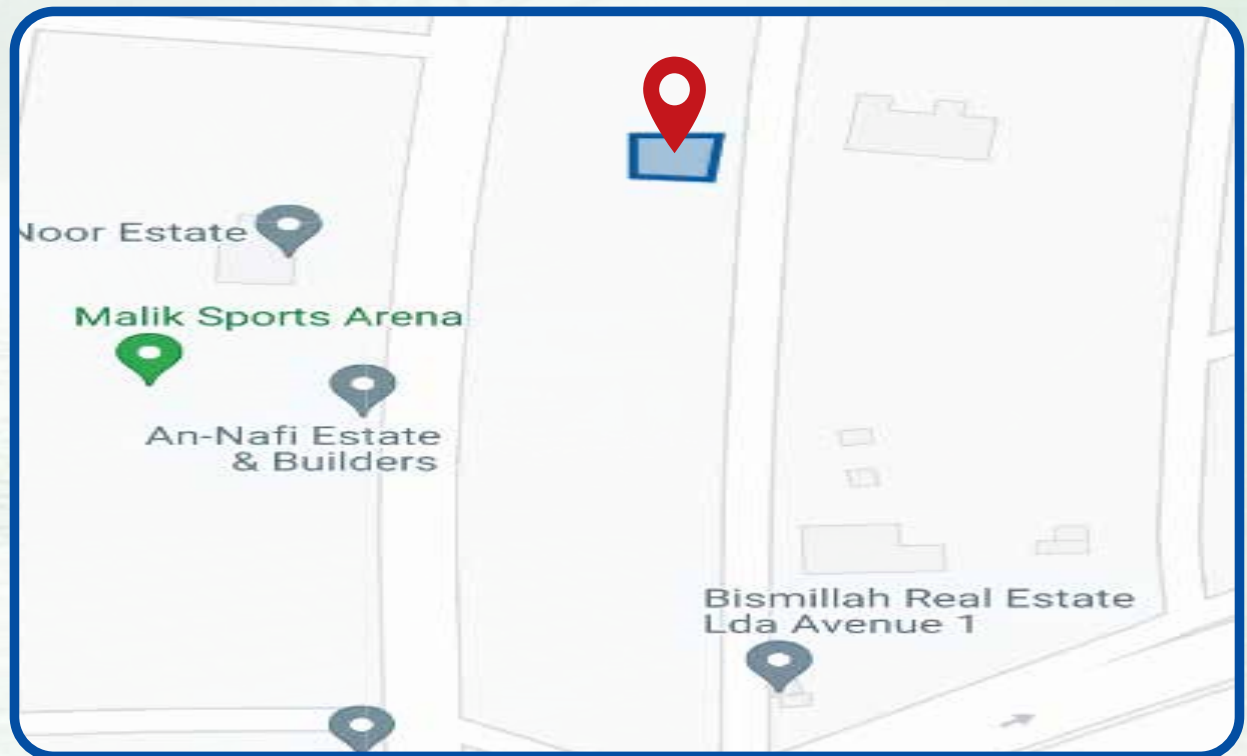 Noor Estate
Malik Sports Arena
An-Nafi Estate
& Builders
Bismillah Real Estate
Lda Avenue 1